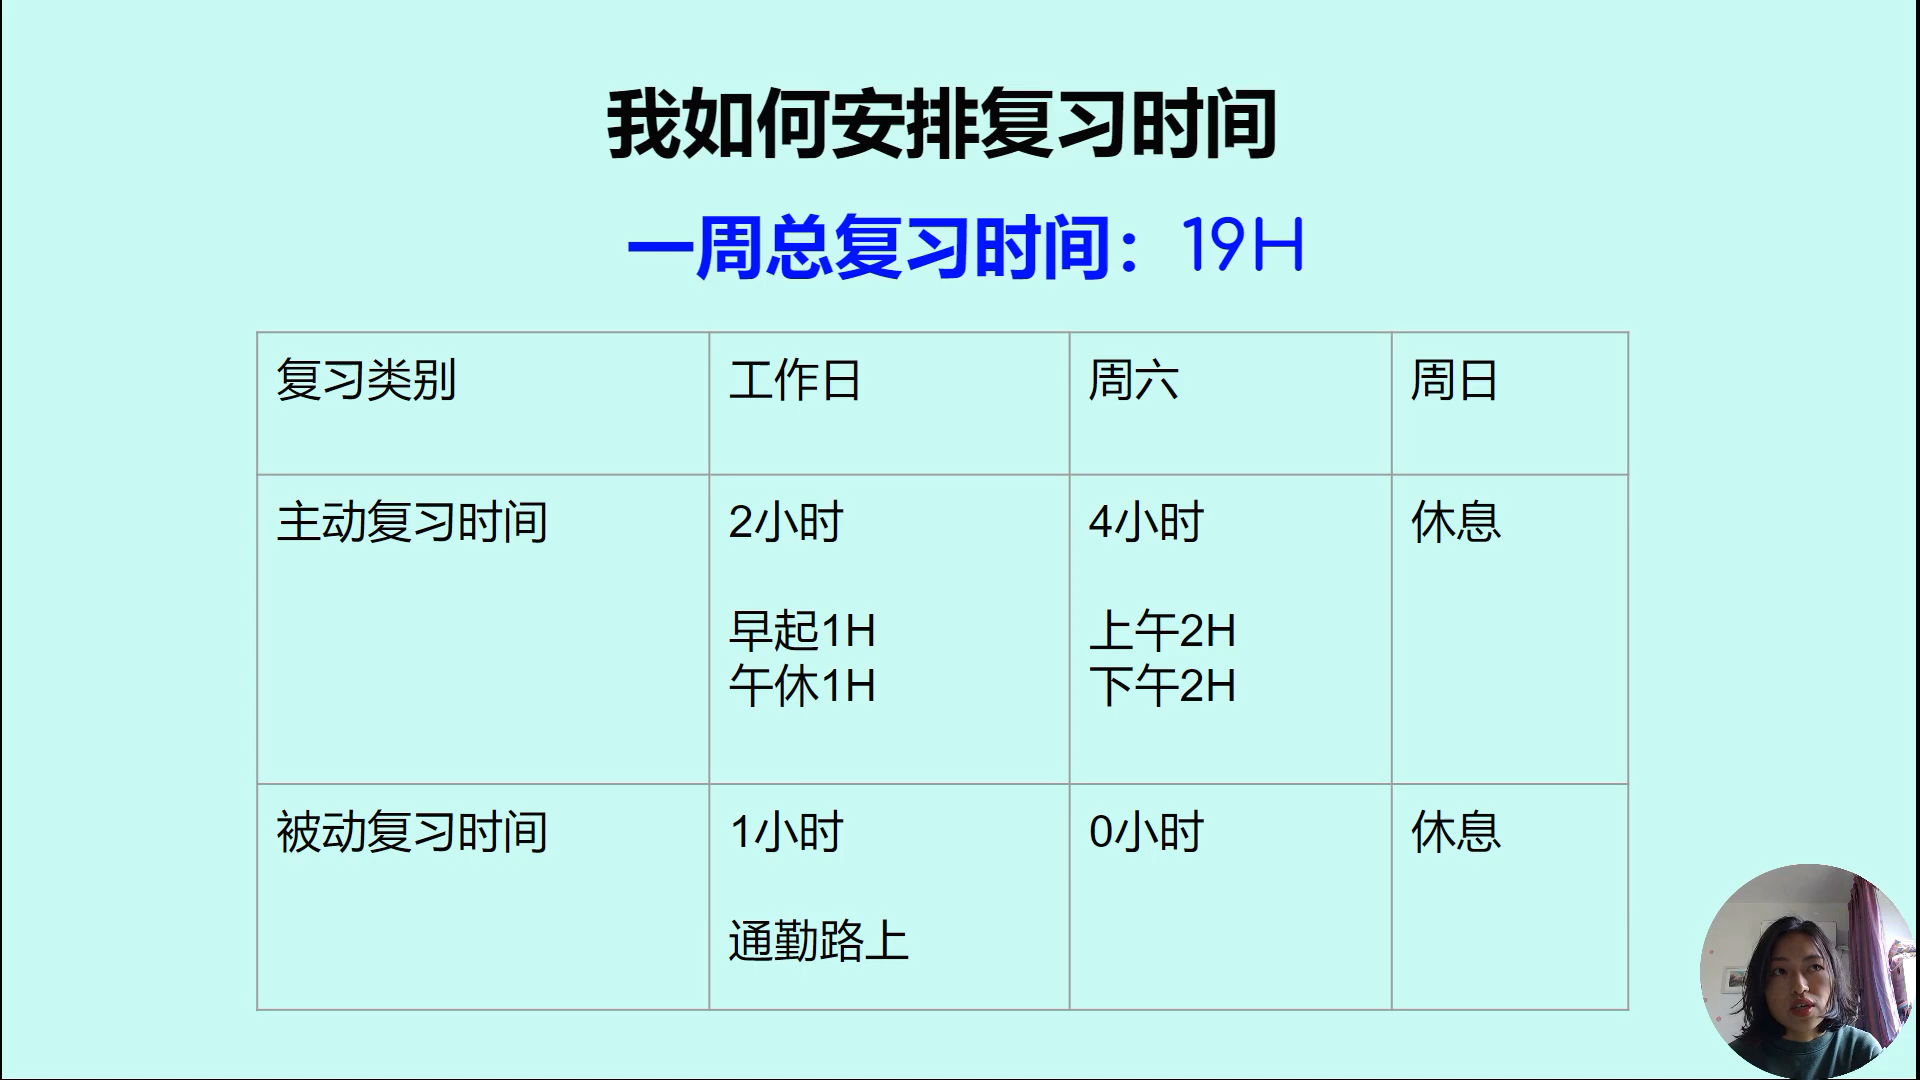 我如何安排复习时间
一周总复习时间：19H
复习类别
工作日
周六
周日
主动复习时间
2小时
早起1H
午休1H
4小时
上午2H
下午2H
休息
被动复习时间
1小时
通勤路上
0小时
休息